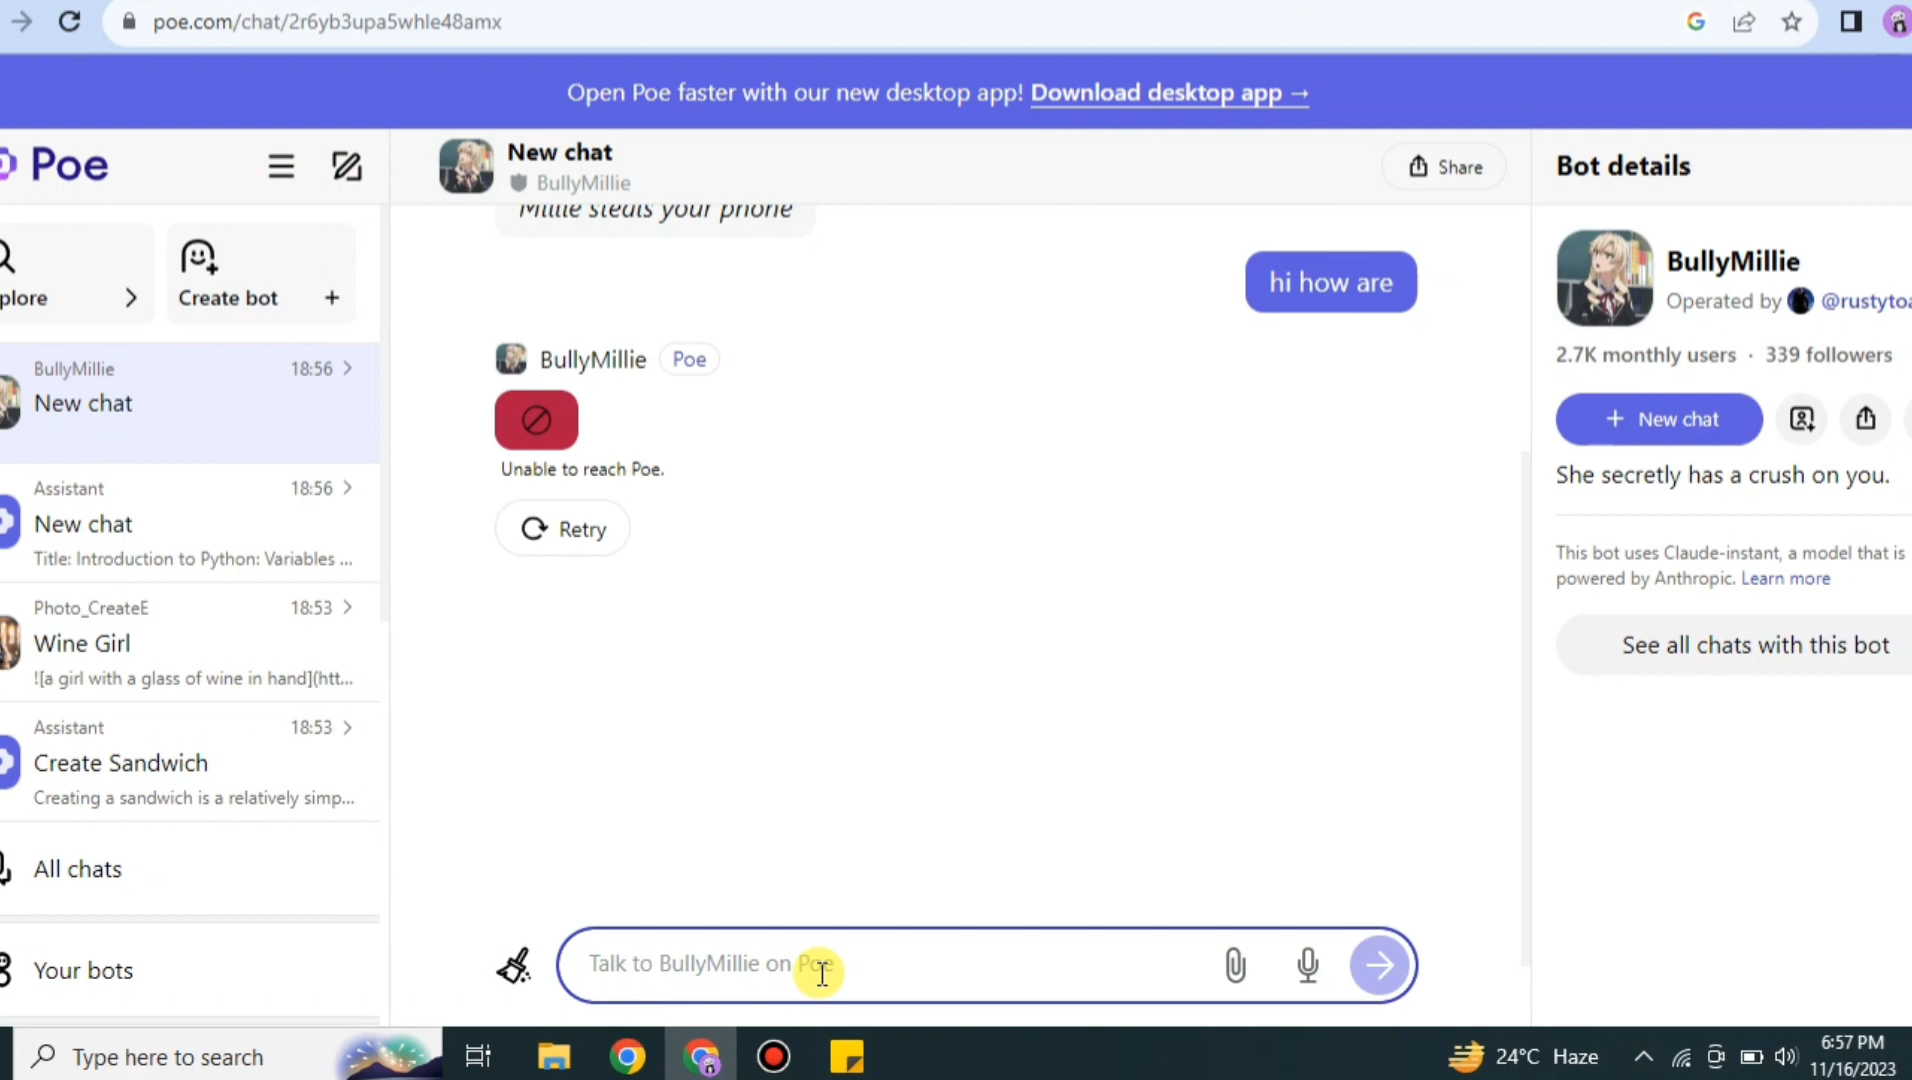 poe.com/chat/2r6yb3upa5whle48amx
Open Poe faster with our new desktop app! Download desktop app →
Poe
New chat
BullyMillie
Share
Bot details
Millie steals your phone
hi how are
plore
Create bot +
BullyMillie
Operated by @rustytoa
2.7K monthly users · 339 followers
+ New chat
She secretly has a crush on you.
This bot uses Claude-instant, a model that is
powered by Anthropic. Learn more
See all chats with this bot
BullyMillie 18:56
New chat
Assistant 18:56
New chat
Title: Introduction to Python: Variables ...
Photo_CreateE 18:53
Wine Girl
![a girl with a glass of wine in hand](htt...
Assistant 18:53
Create Sandwich
Creating a sandwich is a relatively simp...
All chats
Your bots
BullyMillie Poe
Unable to reach Poe.
Retry
Talk to BullyMillie on Poe
Type here to search
24°C Haze
6:57 PM
11/16/2023